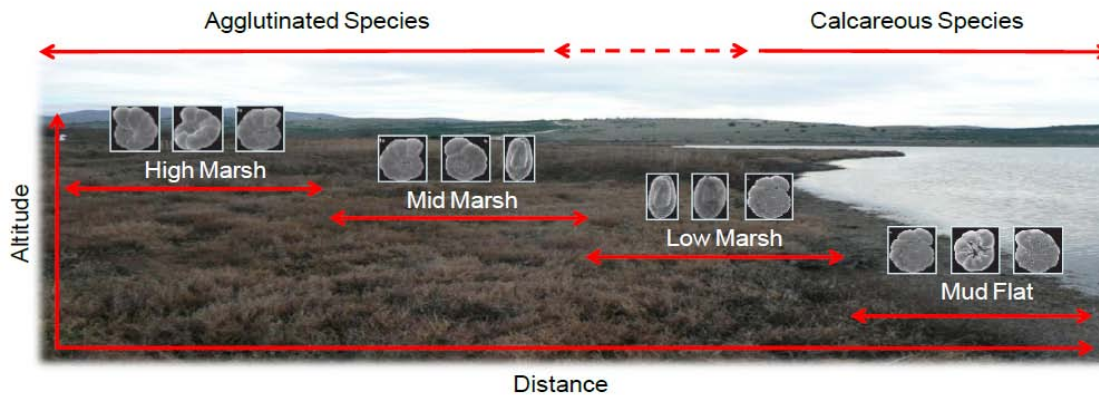 Agglutinated Species
Calcareous Species
High Marsh
Mid Marsh
Low Marsh
Mud Flat
Altitude
Distance